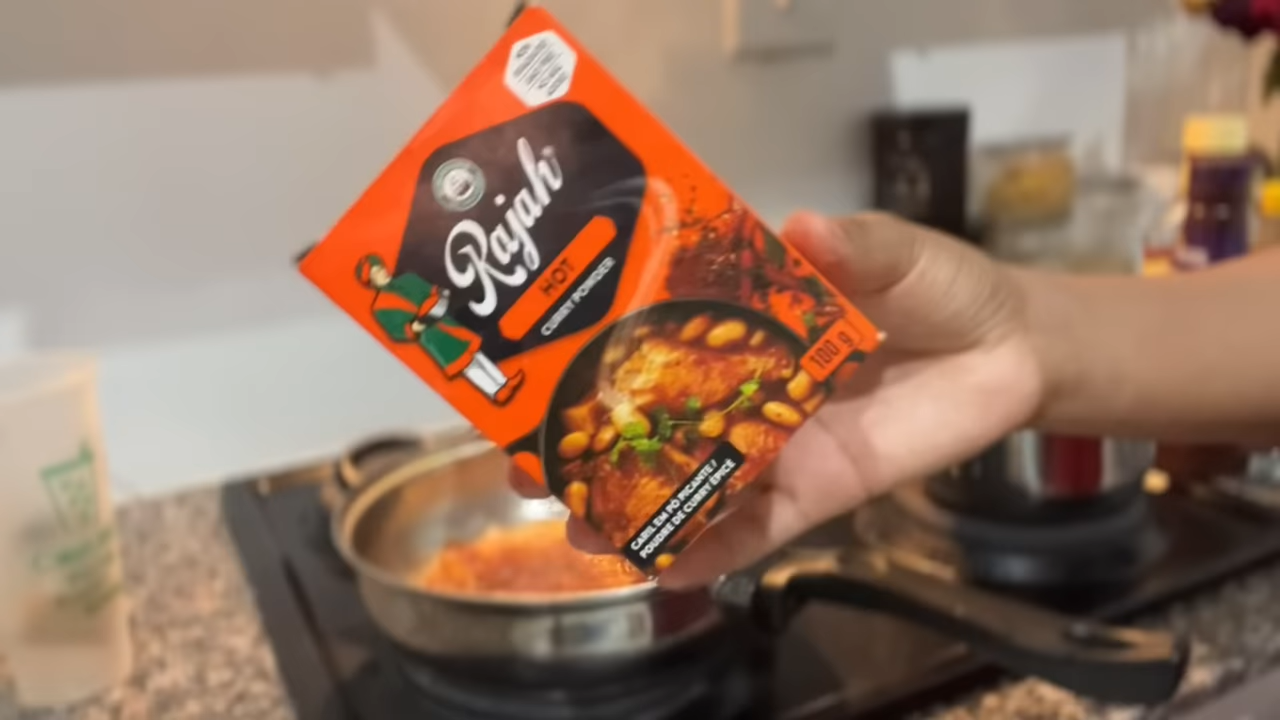 Rajah
HOT
CURRY POWDER
100 g
CARIL EM PÓ PICANTE /
POUDRE DE CURRY ÉPICÉ